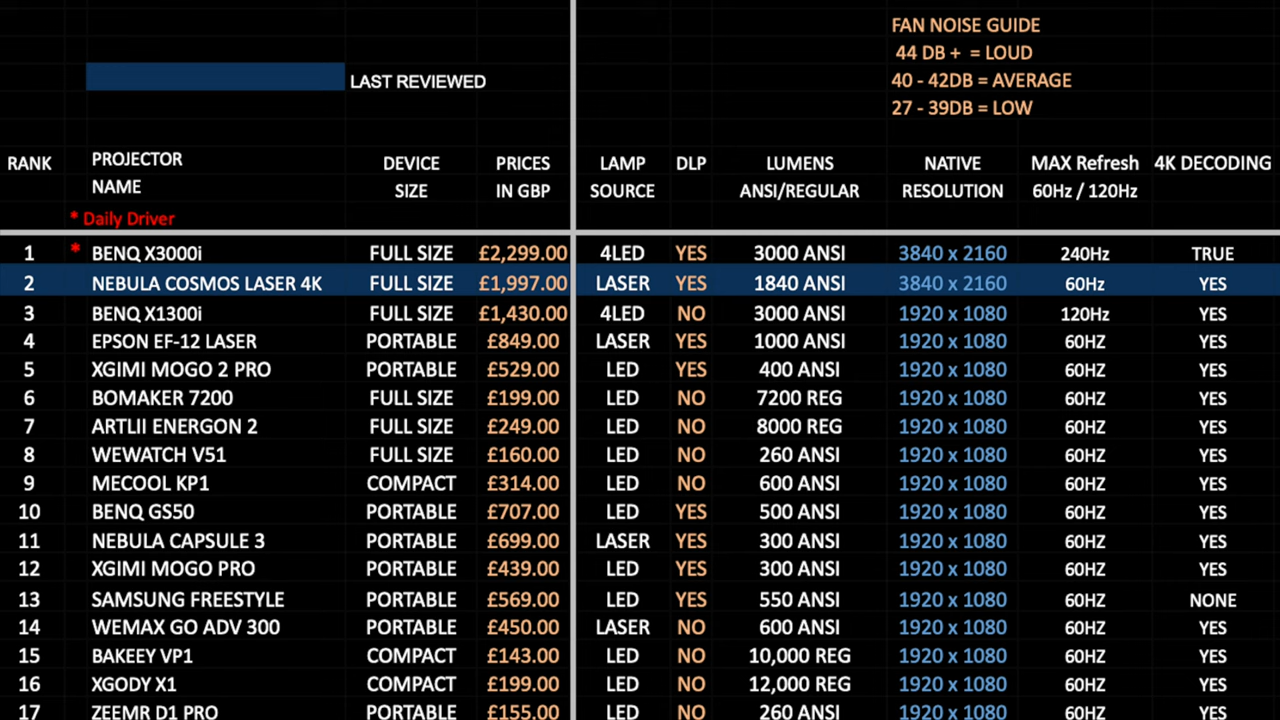 FAN NOISE GUIDE
44 DB + = LOUD
LAST REVIEWED
40 - 42DB = AVERAGE
27 - 39DB = LOW
RANK PROJECTOR NAME DEVICE SIZE PRICES IN GBP LAMP SOURCE DLP LUMENS ANSI/REGULAR NATIVE RESOLUTION MAX Refresh 60Hz / 120Hz 4K DECODING
* Daily Driver
1 * BENQ X3000i FULL SIZE £2,299.00 4LED YES 3000 ANSI 3840 x 2160 240Hz TRUE
2 NEBULA COSMOS LASER 4K FULL SIZE £1,997.00 LASER YES 1840 ANSI 3840 x 2160 60Hz YES
3 BENQ X1300i FULL SIZE £1,430.00 4LED NO 3000 ANSI 1920 x 1080 120Hz YES
4 EPSON EF-12 LASER PORTABLE £849.00 LASER YES 1000 ANSI 1920 x 1080 60HZ YES
5 XGIMI MOGO 2 PRO PORTABLE £529.00 LED YES 400 ANSI 1920 x 1080 60HZ YES
6 BOMAKER 7200 FULL SIZE £199.00 LED NO 7200 REG 1920 x 1080 60HZ YES
7 ARTLII ENERGON 2 FULL SIZE £249.00 LED NO 8000 REG 1920 x 1080 60HZ YES
8 WEWATCH V51 FULL SIZE £160.00 LED NO 260 ANSI 1920 x 1080 60HZ YES
9 MECOOL KP1 COMPACT £314.00 LED NO 600 ANSI 1920 x 1080 60HZ YES
10 BENQ GS50 PORTABLE £707.00 LED YES 500 ANSI 1920 x 1080 60HZ YES
11 NEBULA CAPSULE 3 PORTABLE £699.00 LASER YES 300 ANSI 1920 x 1080 60HZ YES
12 XGIMI MOGO PRO PORTABLE £439.00 LED YES 300 ANSI 1920 x 1080 60HZ YES
13 SAMSUNG FREESTYLE PORTABLE £569.00 LED YES 550 ANSI 1920 x 1080 60HZ NONE
14 WEMAX GO ADV 300 PORTABLE £450.00 LASER NO 600 ANSI 1920 x 1080 60HZ YES
15 BAKEEY VP1 COMPACT £143.00 LED NO 10,000 REG 1920 x 1080 60HZ YES
16 XGODY X1 COMPACT £199.00 LED NO 12,000 REG 1920 x 1080 60HZ YES
17 ZEEMR D1 PRO PORTABLE £155.00 LED NO 260 ANSI 1920 x 1080 60HZ YES